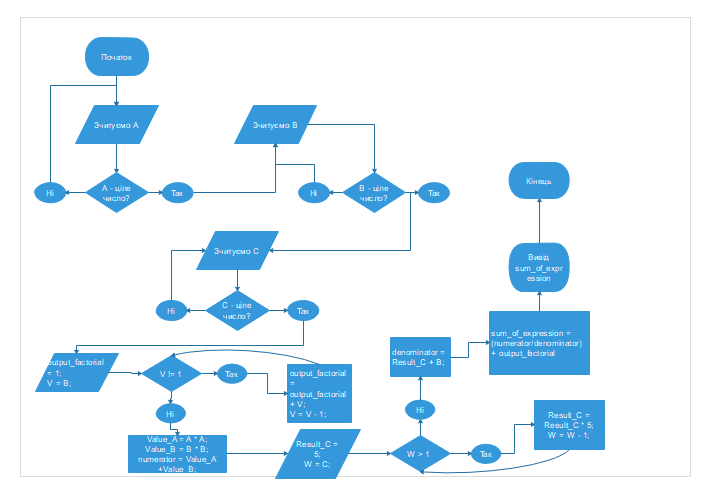 Початок
Зчитуємо А
А - ціле
число?
Ні
Так
Зчитуємо В
В - ціле
число?
Ні
Так
Зчитуємо С
С - ціле
число?
Ні
Так
output_factorial
= 1;
V = B;
V != 1
Так
output_factorial
=
output_factorial
+ V;
V = V - 1;
Ні
Value_A = A * A;
Value_B = B * B;
numerator = Value_A
+Value_B;
Result_C =
5;
W = C;
W > 1
Так
Result_C =
Result_C * 5;
W = W - 1;
Ні
denominator =
Result_C + B;
sum_of_expression =
(numerator/denominator)
+ output_factorial
Вивід
sum_of_expr
ession
Кінець